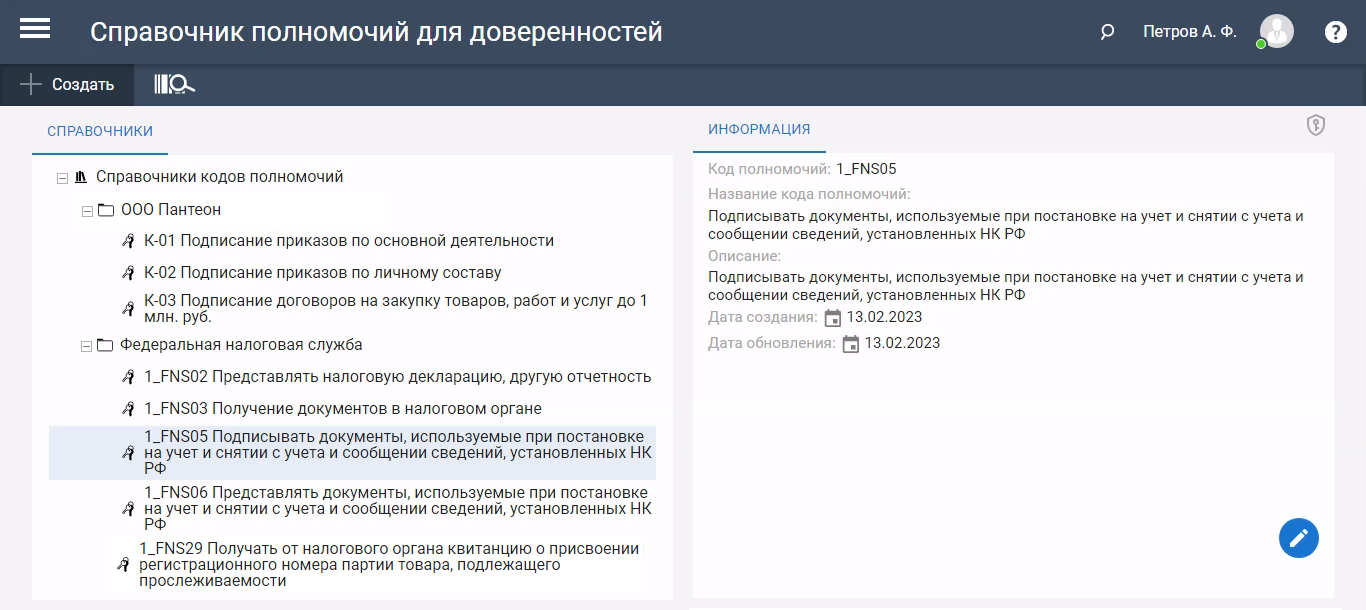 Справочник полномочий для доверенностей
Петров А. Ф.
?
Создать
СПРАВОЧНИКИ
Справочники кодов полномочий
ООО Пантеон
К-01 Подписание приказов по основной деятельности
К-02 Подписание приказов по личному составу
К-03 Подписание договоров на закупку товаров, работ и услуг до 1
млн. руб.
Федеральная налоговая служба
1_FNS02 Представлять налоговую декларацию, другую отчетность
1_FNS03 Получение документов в налоговом органе
1_FNS05 Подписывать документы, используемые при постановке
на учет и снятии с учета и сообщении сведений, установленных НК
РФ
1_FNS06 Представлять документы, используемые при постановке
на учет и снятии с учета и сообщении сведений, установленных НК
РФ
1_FNS29 Получать от налогового органа квитанцию о присвоении
регистрационного номера партии товара, подлежащего
прослеживаемости
ИНФОРМАЦИЯ
Код полномочий: 1_FNS05
Название кода полномочий:
Подписывать документы, используемые при постановке на учет и снятии с учета и
сообщении сведений, установленных НК РФ
Описание:
Подписывать документы, используемые при постановке на учет и снятии с учета и
сообщении сведений, установленных НК РФ
Дата создания: 13.02.2023
Дата обновления: 13.02.2023